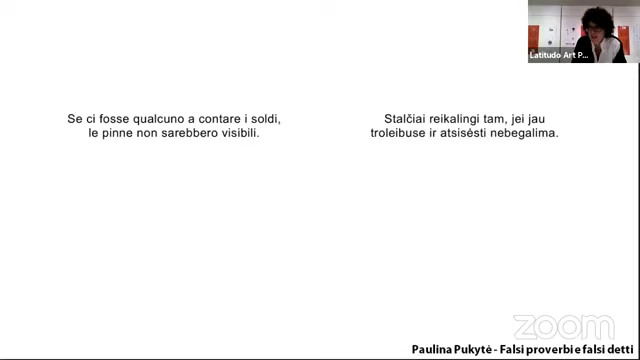 Latitudo Art P...
Se ci fosse qualcuno a contare i soldi,
le pinne non sarebbero visibili.
Stalčiai reikalingi tam, jei jau
troleibuse ir atsisėsti nebegalima.
zoom
Paulina Pukytė - Falsi proverbi e falsi detti